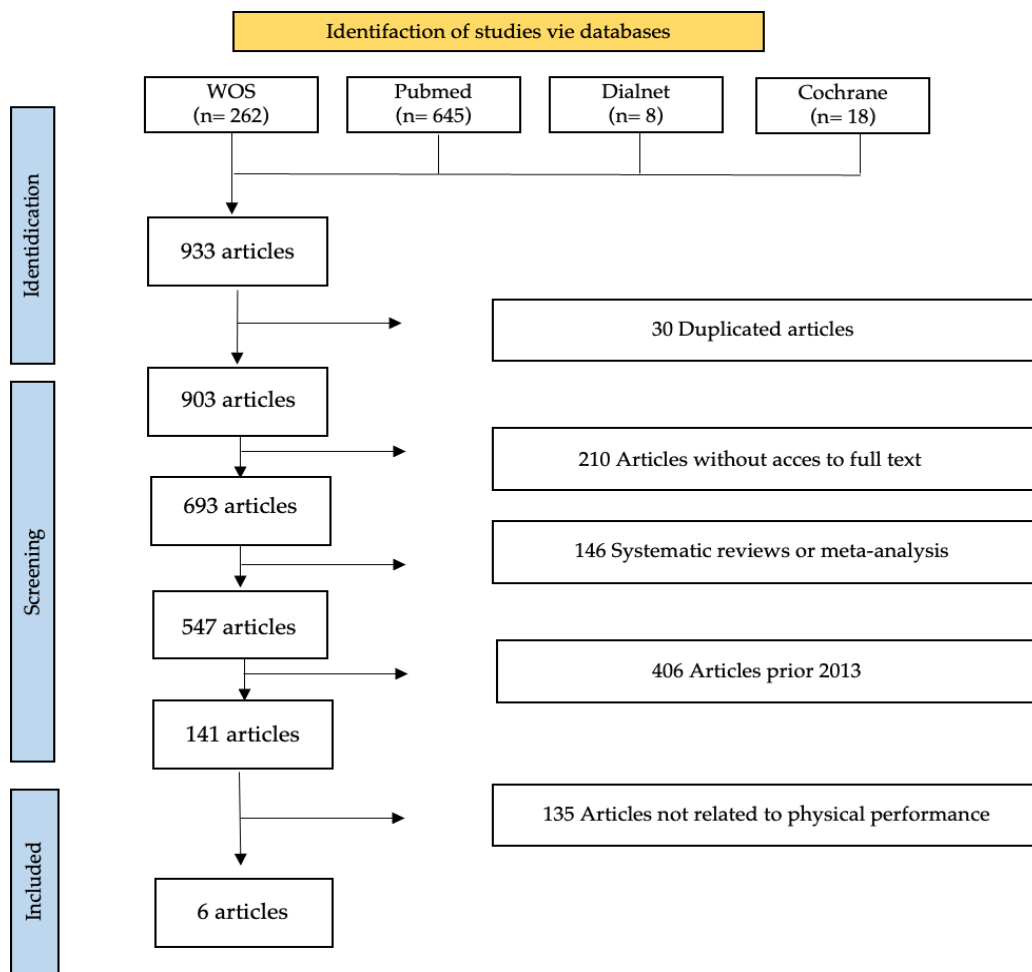 Identifaction of studies vie databases
WOS
(n= 262)
Pubmed
(n= 645)
Dialnet
(n= 8)
Cochrane
(n= 18)
Identidication
933 articles
30 Duplicated articles
903 articles
210 Articles without acces to full text
Screening
693 articles
146 Systematic reviews or meta-analysis
547 articles
406 Articles prior 2013
141 articles
135 Articles not related to physical performance
Included
6 articles